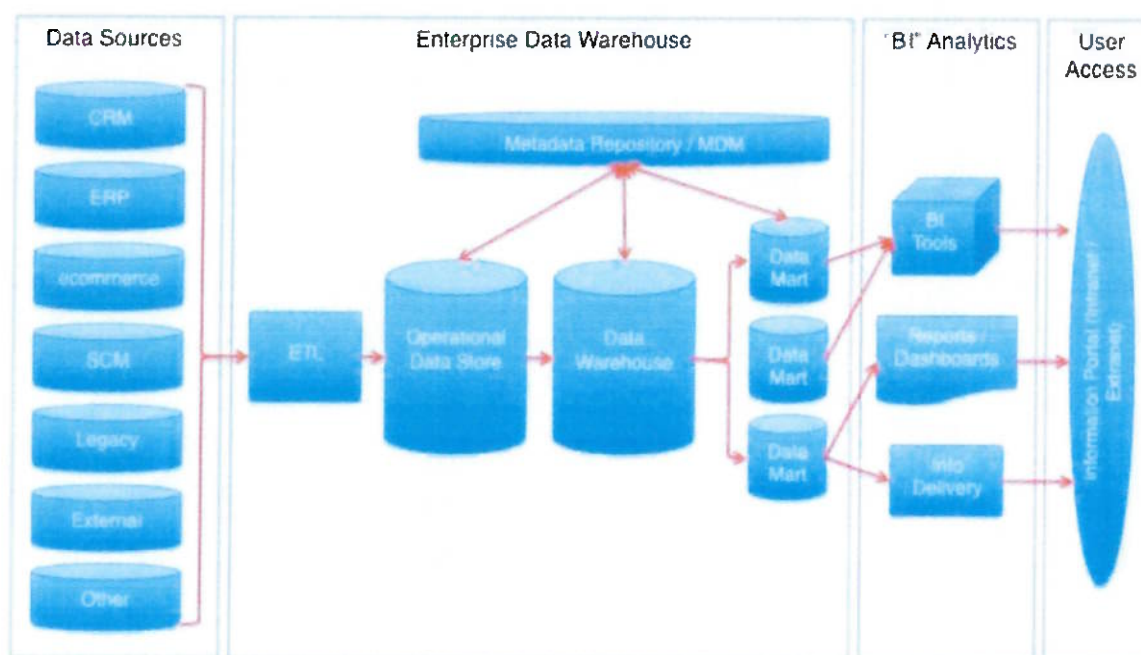 Data Sources
Enterprise Data Warehouse
"BI" Analytics
User
Access
CRM
ERP
ecommerce
SCM
Legacy
External
Other
ETL
Metadata Repository / MDM
Operational
Data Store
Data
Warehouse
Data
Mart
Data
Mart
Data
Mart
BI
Tools
Reports /
Dashboards
Info
Delivery
Information Portal (Intranet /
Extranet)